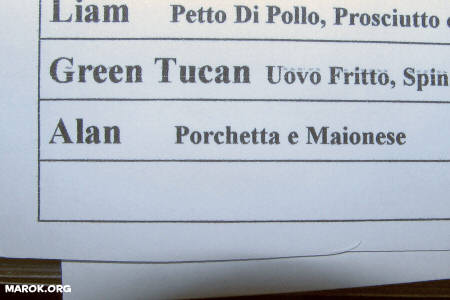 Liam Petto Di Pollo, Prosciutto
Green Tucan Uovo Fritto, Spin
Alan Porchetta e Maionese
MAROK.ORG